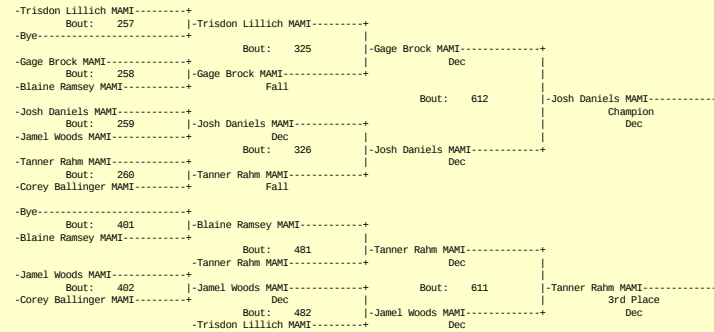 -Trisdon Lillich MAMI---------+
Bout: 257 |-Trisdon Lillich MAMI---------+
-Bye--------------------------+ |
Bout: 325 |-Gage Brock MAMI-------------+
-Gage Brock MAMI-------------+ | Dec |
Bout: 258 |-Gage Brock MAMI-------------+ |
-Blaine Ramsey MAMI----------+ Fall |
Bout: 612 |-Josh Daniels MAMI-----------
-Josh Daniels MAMI-----------+ | Champion
Bout: 259 |-Josh Daniels MAMI-----------+ | Dec
-Jamel Woods MAMI------------+ Dec | |
Bout: 326 |-Josh Daniels MAMI-----------+
-Tanner Rahm MAMI------------+ | Dec
Bout: 260 |-Tanner Rahm MAMI------------+
-Corey Ballinger MAMI---------+ Fall
-Bye--------------------------+
Bout: 401 |-Blaine Ramsey MAMI----------+
-Blaine Ramsey MAMI----------+ |
Bout: 481 |-Tanner Rahm MAMI------------+
-Tanner Rahm MAMI------------+ Dec |
-Jamel Woods MAMI------------+ |
Bout: 402 |-Jamel Woods MAMI------------+ Bout: 611 |-Tanner Rahm MAMI------------
-Corey Ballinger MAMI---------+ Dec | | 3rd Place
Bout: 482 |-Jamel Woods MAMI------------+ Dec
-Trisdon Lillich MAMI---------+ Dec